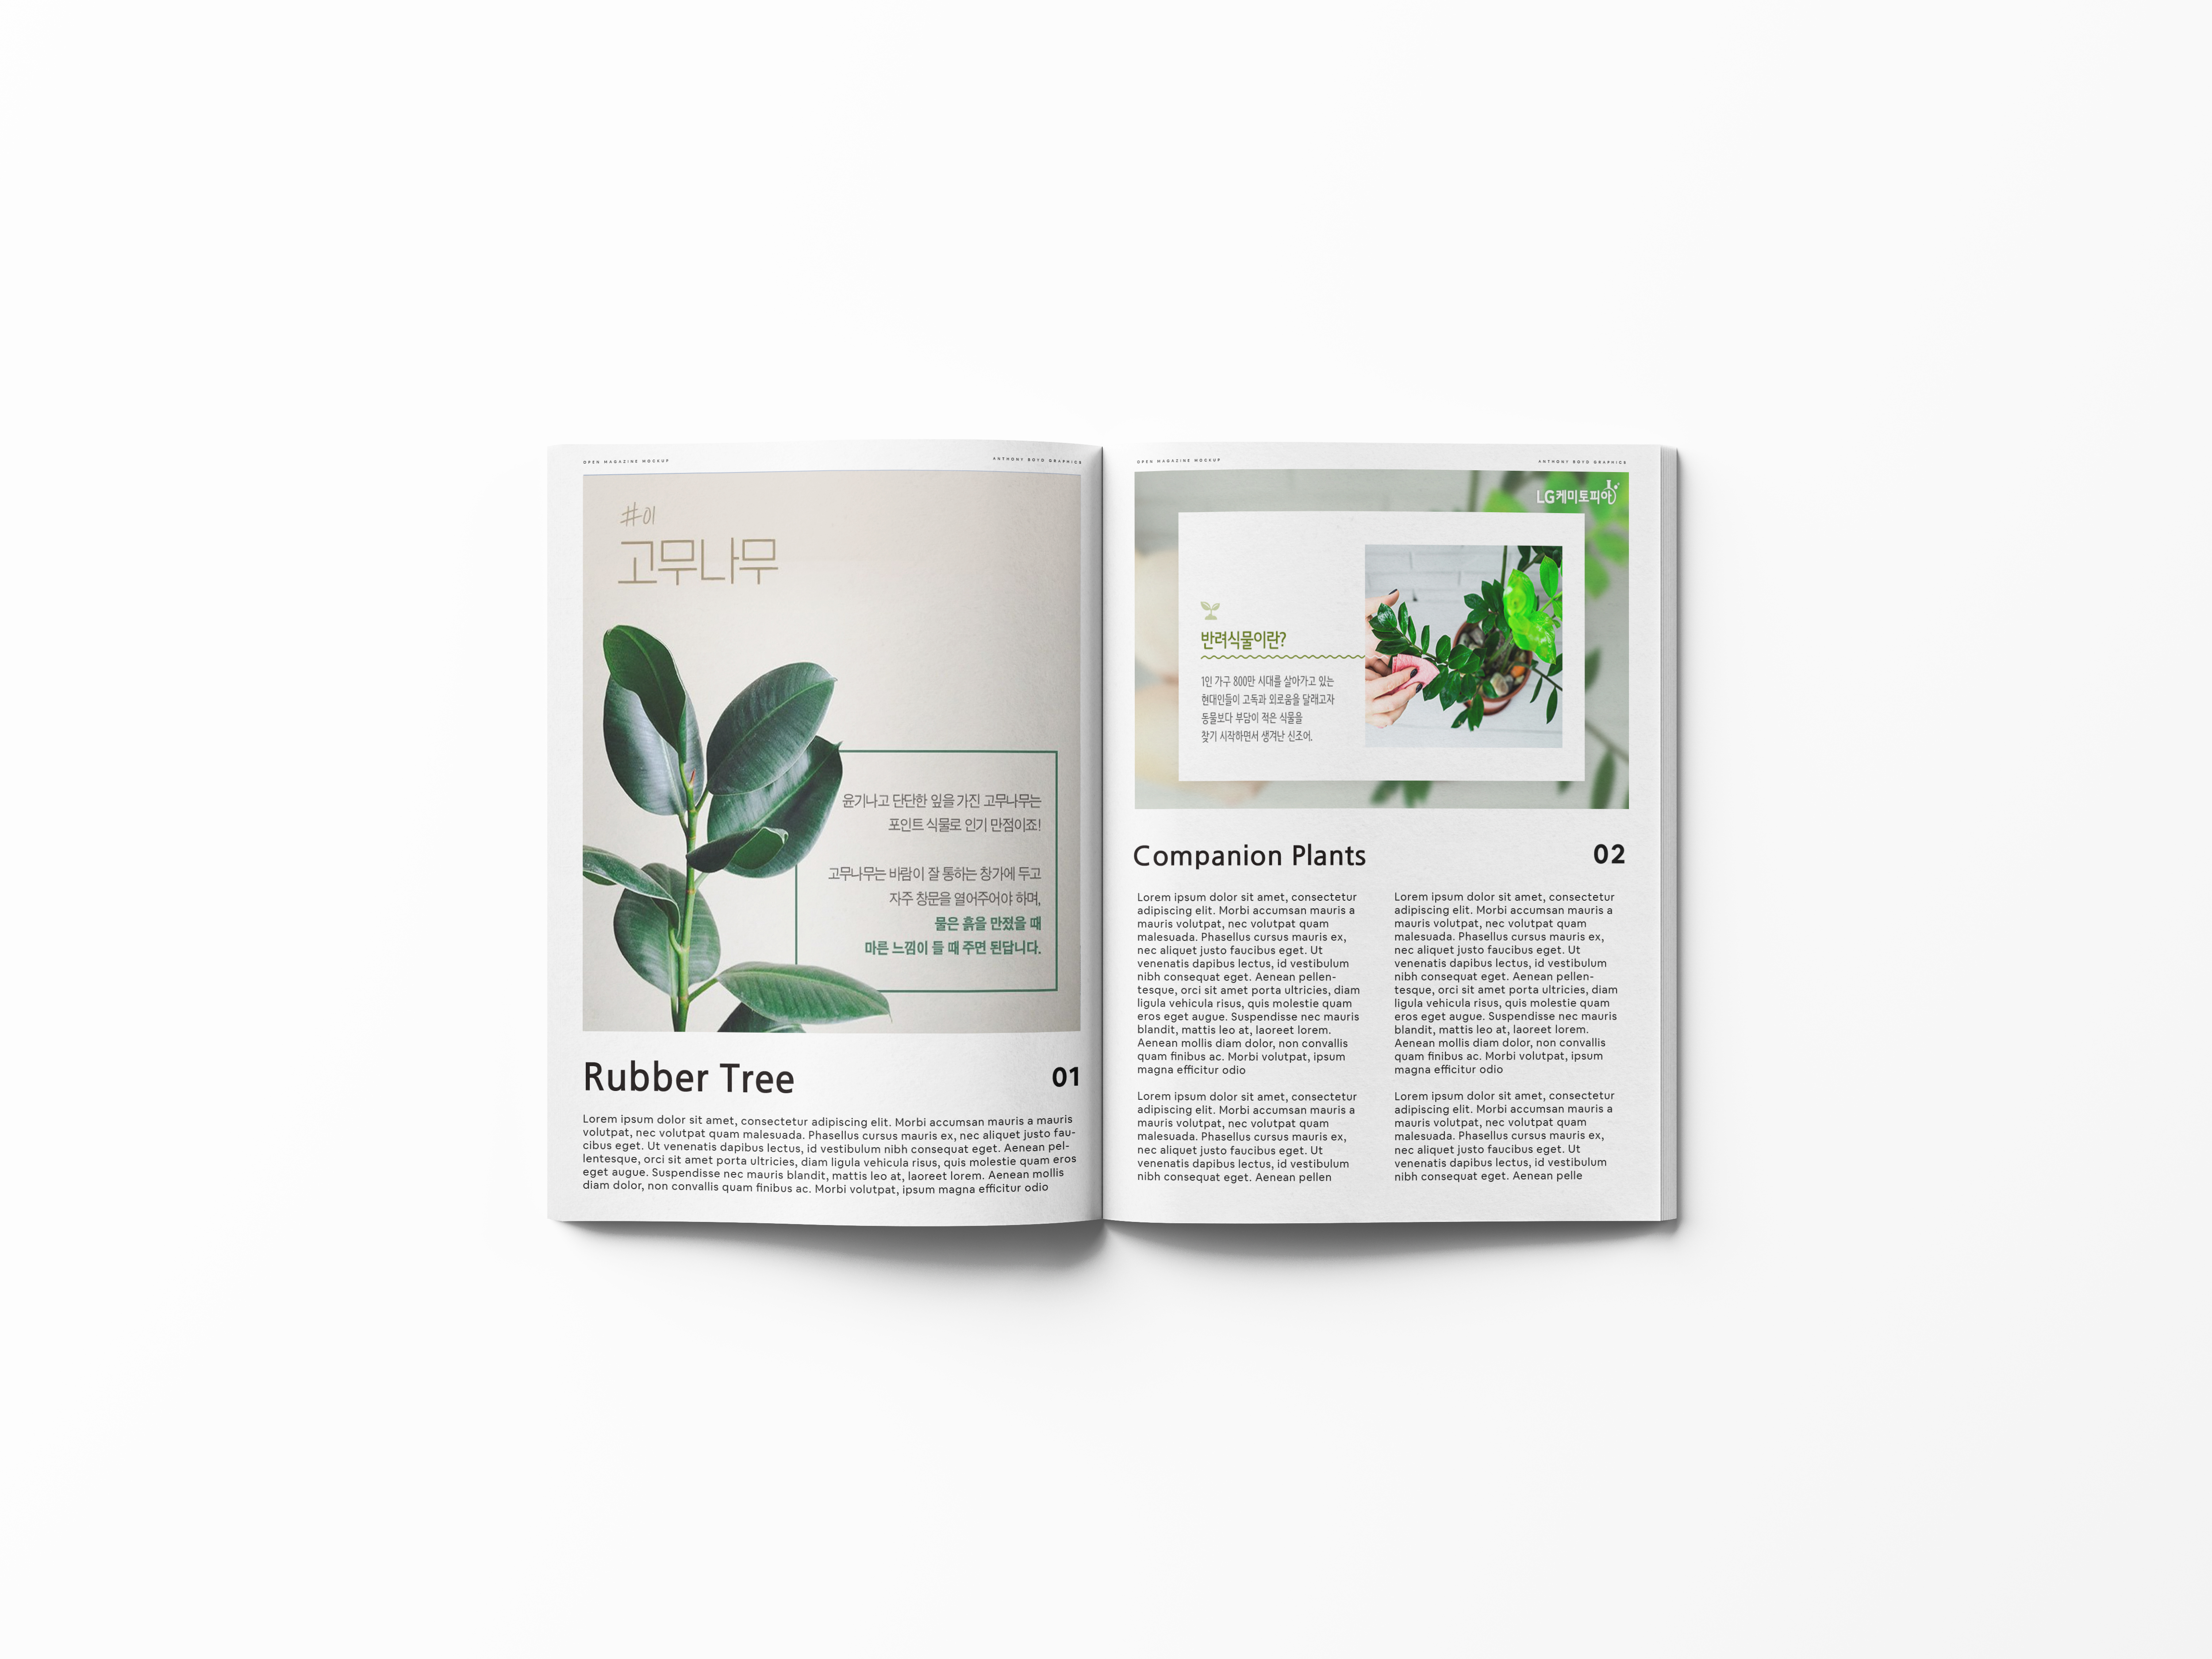 OPEN MAGAZINE MOCKUP
ANTHONY BOYD GRAPHICS
#01
고무나무
윤기나고 단단한 잎을 가진 고무나무는
포인트 식물로 인기 만점이죠!
고무나무는 바람이 잘 통하는 창가에 두고
자주 창문을 열어주어야 하며,
물은 흙을 만졌을 때
마른 느낌이 들 때 주면 된답니다.
Rubber Tree
01
Lorem ipsum dolor sit amet, consectetur adipiscing elit. Morbi accumsan mauris a mauris
volutpat, nec volutpat quam malesuada. Phasellus cursus mauris ex, nec aliquet justo fau-
cibus eget. Ut venenatis dapibus lectus, id vestibulum nibh consequat eget. Aenean pel-
lentesque, orci sit amet porta ultricies, diam ligula vehicula risus, quis molestie quam eros
eget augue. Suspendisse nec mauris blandit, mattis leo at, laoreet lorem. Aenean mollis
diam dolor, non convallis quam finibus ac. Morbi volutpat, ipsum magna efficitur odio
OPEN MAGAZINE MOCKUP
ANTHONY BOYD GRAPHICS
LG케미토피아
반려식물이란?
1인 가구 800만 시대를 살아가고 있는
현대인들이 고독과 외로움을 달래고자
동물보다 부담이 적은 식물을
찾기 시작하면서 생겨난 신조어.
Companion Plants
02
Lorem ipsum dolor sit amet, consectetur
adipiscing elit. Morbi accumsan mauris a
mauris volutpat, nec volutpat quam
malesuada. Phasellus cursus mauris ex,
nec aliquet justo faucibus eget. Ut
venenatis dapibus lectus, id vestibulum
nibh consequat eget. Aenean pellen-
tesque, orci sit amet porta ultricies, diam
ligula vehicula risus, quis molestie quam
eros eget augue. Suspendisse nec mauris
blandit, mattis leo at, laoreet lorem.
Aenean mollis diam dolor, non convallis
quam finibus ac. Morbi volutpat, ipsum
magna efficitur odio
Lorem ipsum dolor sit amet, consectetur
adipiscing elit. Morbi accumsan mauris a
mauris volutpat, nec volutpat quam
malesuada. Phasellus cursus mauris ex,
nec aliquet justo faucibus eget. Ut
venenatis dapibus lectus, id vestibulum
nibh consequat eget. Aenean pellen
Lorem ipsum dolor sit amet, consectetur
adipiscing elit. Morbi accumsan mauris a
mauris volutpat, nec volutpat quam
malesuada. Phasellus cursus mauris ex,
nec aliquet justo faucibus eget. Ut
venenatis dapibus lectus, id vestibulum
nibh consequat eget. Aenean pellen-
tesque, orci sit amet porta ultricies, diam
ligula vehicula risus, quis molestie quam
eros eget augue. Suspendisse nec mauris
blandit, mattis leo at, laoreet lorem.
Aenean mollis diam dolor, non convallis
quam finibus ac. Morbi volutpat, ipsum
magna efficitur odio
Lorem ipsum dolor sit amet, consectetur
adipiscing elit. Morbi accumsan mauris a
mauris volutpat, nec volutpat quam
malesuada. Phasellus cursus mauris ex,
nec aliquet justo faucibus eget. Ut
venenatis dapibus lectus, id vestibulum
nibh consequat eget. Aenean pelle